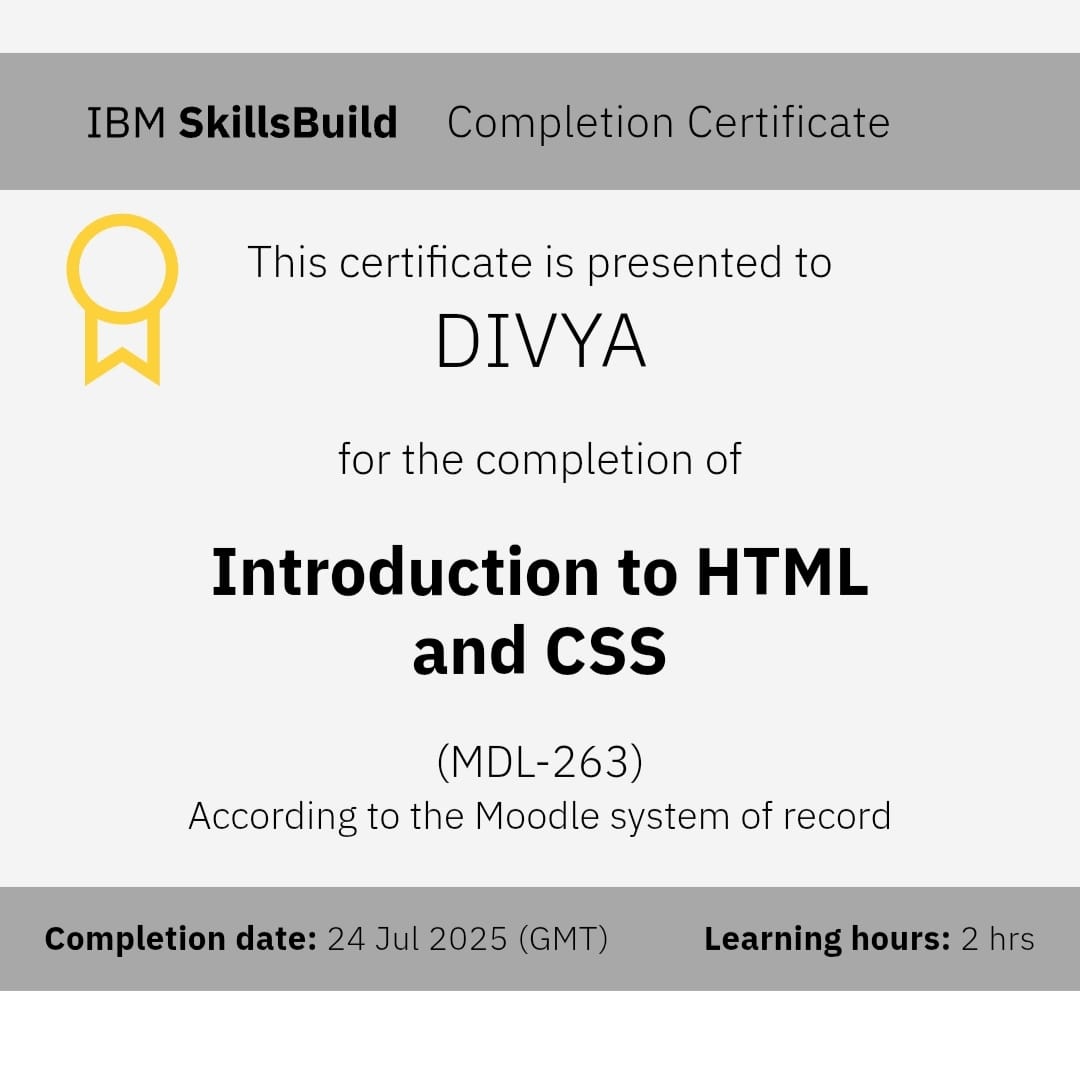 IBM SkillsBuild Completion Certificate
This certificate is presented to
DIVYA
for the completion of
Introduction to HTML
and CSS
(MDL-263)
According to the Moodle system of record
Completion date: 24 Jul 2025 (GMT) Learning hours: 2 hrs